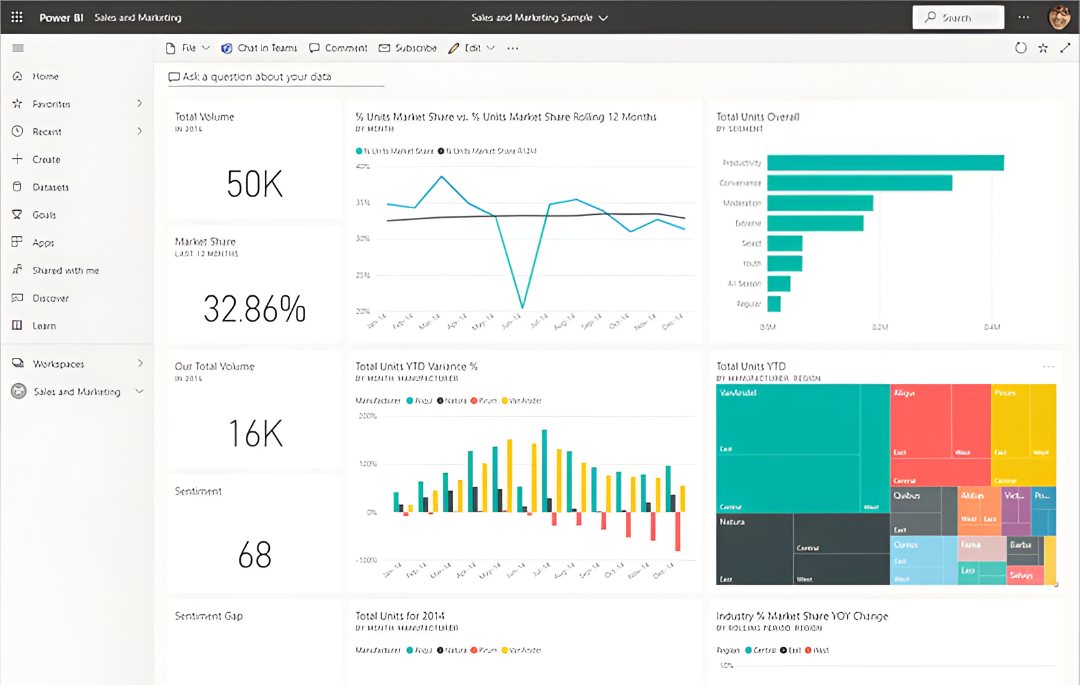 Power BI Sales and Marketing
Sales and Marketing Sample
Search
File
Chat in Teams
Comment
Subscribe
Edit
Ask a question about your data
Home
Favorites
Recent
Create
Datasets
Goals
Apps
Shared with me
Discover
Learn
Workspaces
Sales and Marketing
Total Volume
IN 2014
50K
Market Share
LAST 12 MONTHS
32.86%
Our Total Volume
IN 2014
16K
Sentiment
68
Sentiment Gap
% Units Market Share vs. % Units Market Share Rolling 12 Months
BY MONTH
% Units Market Share % Units Market Share R12M
40%
35%
30%
25%
20%
Jan-14 Feb-14 Mar-14 Apr-14 May-14 Jun-14 Jul-14 Aug-14 Sep-14 Oct-14 Nov-14 Dec-14
Total Units Overall
BY SEGMENT
Productivity
Convenience
Moderation
Extreme
Select
Youth
All Season
Regular
0.0M 0.2M 0.4M
Total Units YTD Variance %
BY MONTH, MANUFACTURER
Manufacturer Aliqui Natura Pirum VanArsdel
200%
100%
0%
-100%
Jan-14 Feb-14 Mar-14 Apr-14 May-14 Jun-14 Jul-14 Aug-14 Sep-14 Oct-14 Nov-14 Dec-14
Total Units YTD
BY MANUFACTURER, REGION
VanArsdel
East
Central
West
Natura
East
Central
West
Aliqui
East
West
Central
Pirum
East
West
Central
Quibus
East
Abbas
West
East
Vict...
Po...
Currus
East
West
Fama
Barba
East
Salvus
Total Units for 2014
BY MONTH, MANUFACTURER
Manufacturer Aliqui Natura Pirum VanArsdel
Industry % Market Share YOY Change
BY ROLLING PERIOD, REGION
Region Central East West
10%